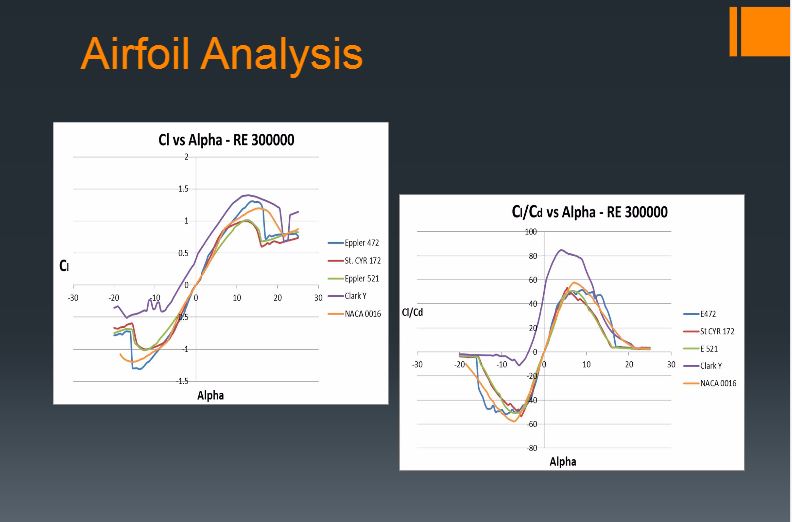 Airfoil Analysis
Cl vs Alpha - RE 300000
2
1.5
1
0.5
0
-0.5
-1
-1.5
-30 -20 -10 0 10 20 30
Cl
Alpha
Eppler 472
St. CYR 172
Eppler 521
Clark Y
NACA 0016
Cl/Cd vs Alpha - RE 300000
100
80
60
40
20
0
-20
-40
-60
-80
-30 -20 -10 0 10 20 30
Cl/Cd
Alpha
E472
St CYR 172
E 521
Clark Y
NACA 0016